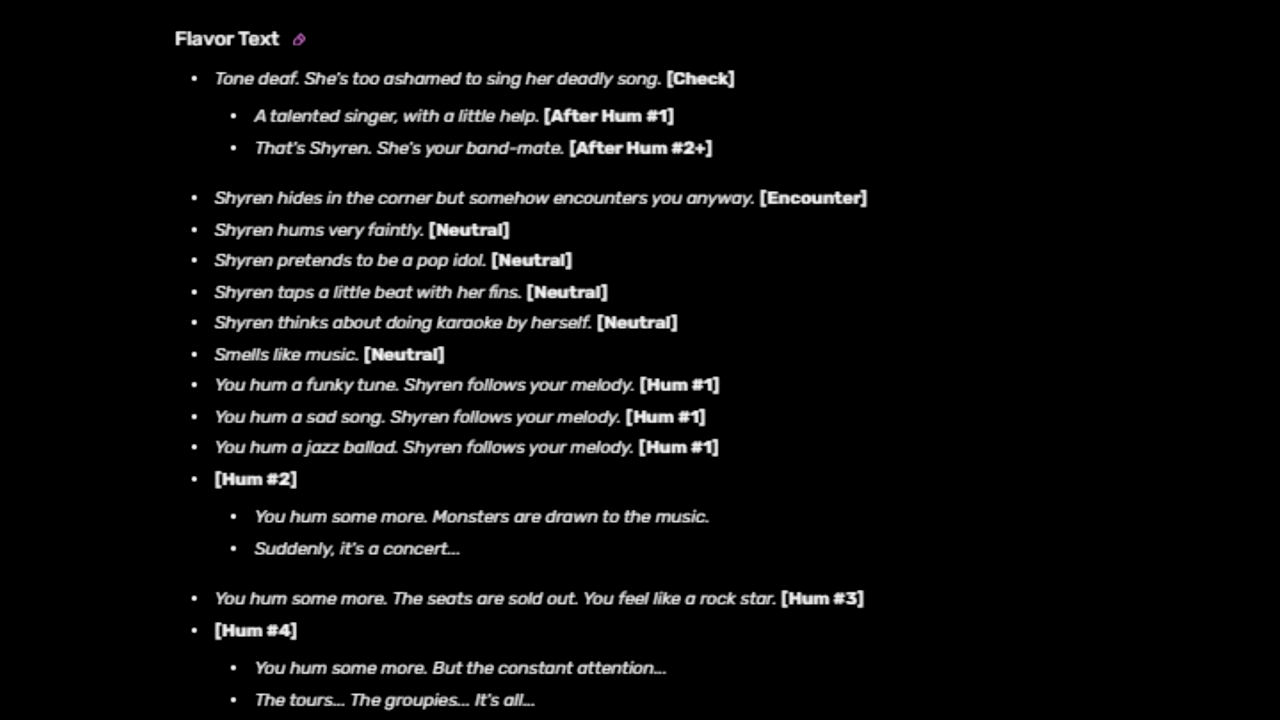 Flavor Text
Tone deaf. She's too ashamed to sing her deadly song. [Check]
A talented singer, with a little help. [After Hum #1]
That's Shyren. She's your band-mate. [After Hum #2+]
Shyren hides in the corner but somehow encounters you anyway. [Encounter]
Shyren hums very faintly. [Neutral]
Shyren pretends to be a pop idol. [Neutral]
Shyren taps a little beat with her fins. [Neutral]
Shyren thinks about doing karaoke by herself. [Neutral]
Smells like music. [Neutral]
You hum a funky tune. Shyren follows your melody. [Hum #1]
You hum a sad song. Shyren follows your melody. [Hum #1]
You hum a jazz ballad. Shyren follows your melody. [Hum #1]
[Hum #2]
You hum some more. Monsters are drawn to the music.
Suddenly, it's a concert...
You hum some more. The seats are sold out. You feel like a rock star. [Hum #3]
[Hum #4]
You hum some more. But the constant attention...
The tours... The groupies... It's all...